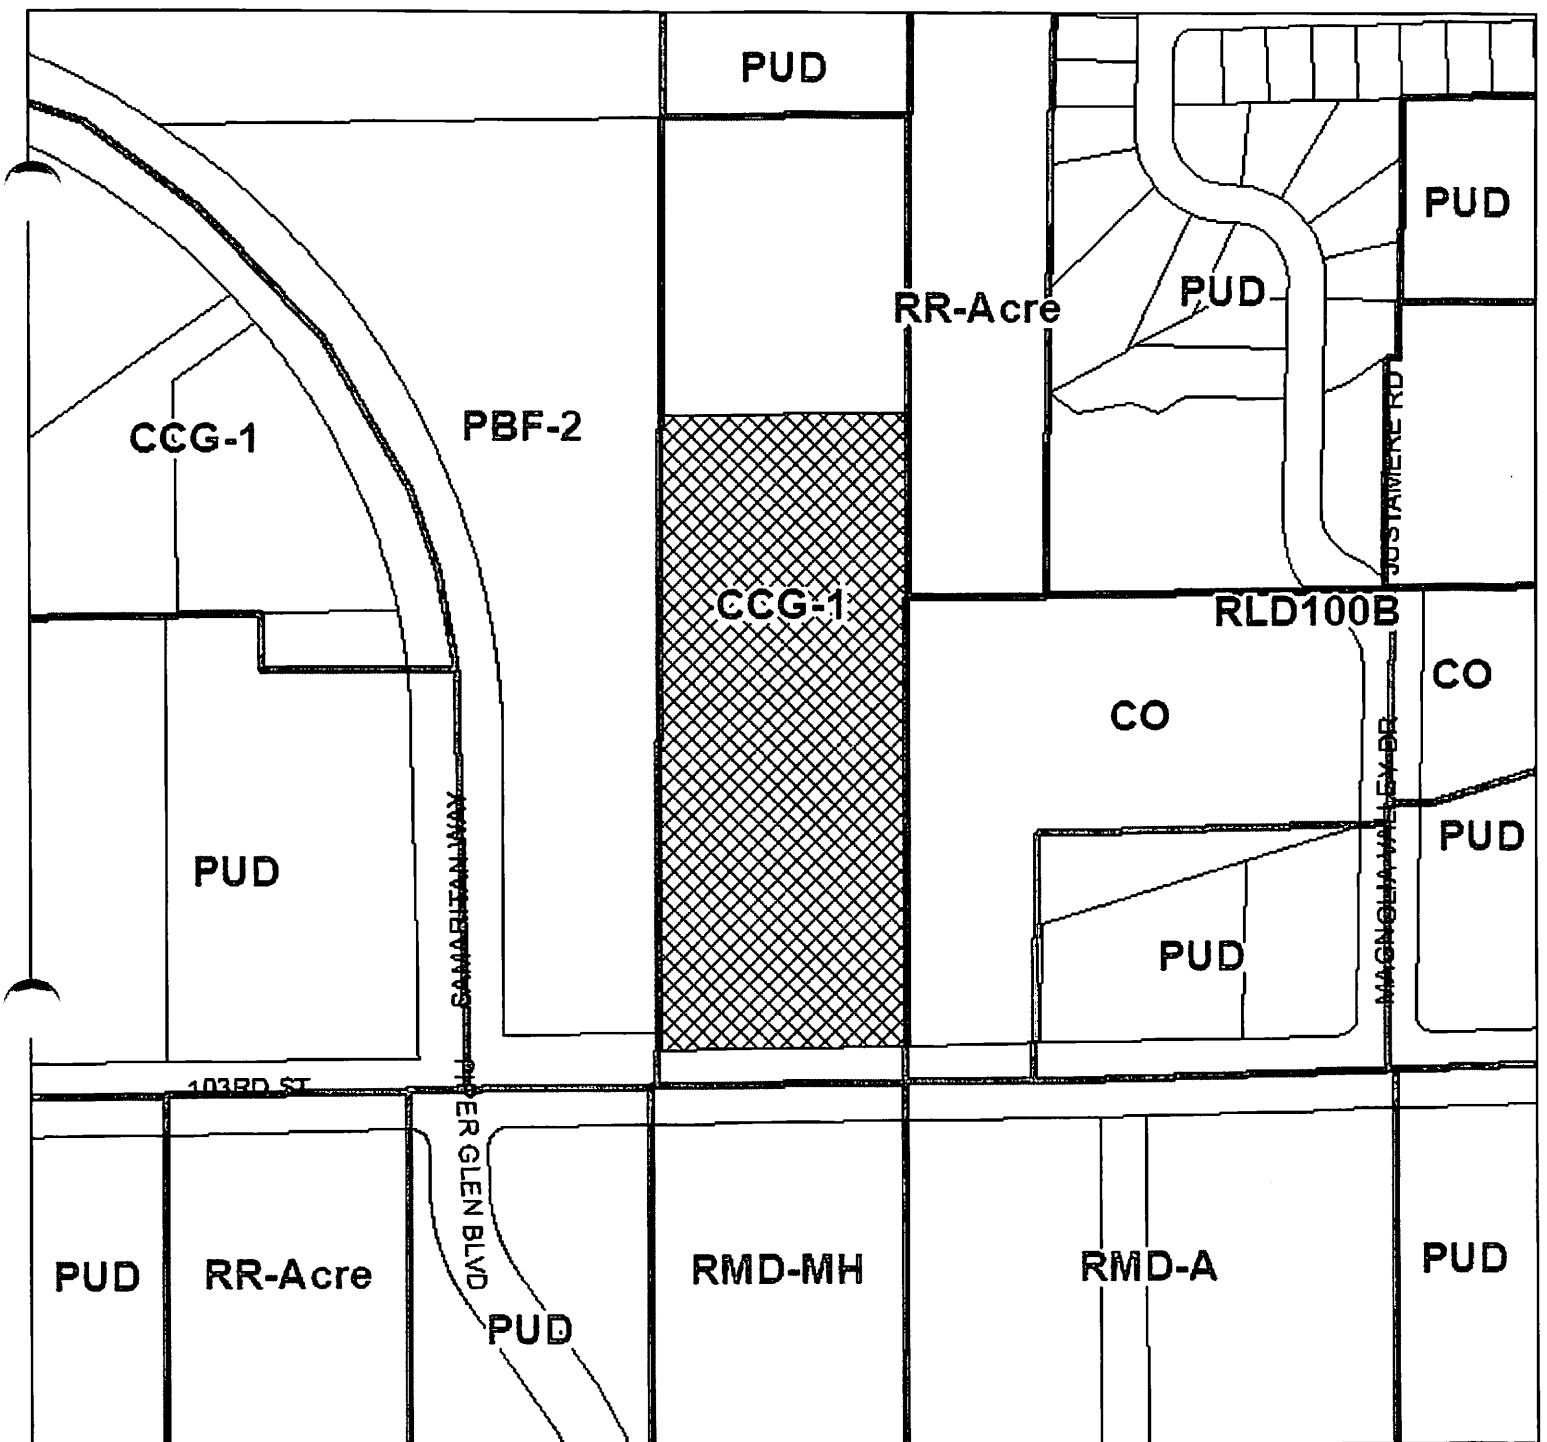 PUD
PUD
RR-Acre
PUD
CCG-1
PBF-2
JUSTAMERE RD
CCG-1
RLD100B
CO
CO
MAGNOLIA VALLEY DR
SAMARITAN WAY
PUD
PUD
PUD
103RD ST
ER GLEN BLVD
PUD
RR-Acre
PUD
RMD-MH
RMD-A
PUD